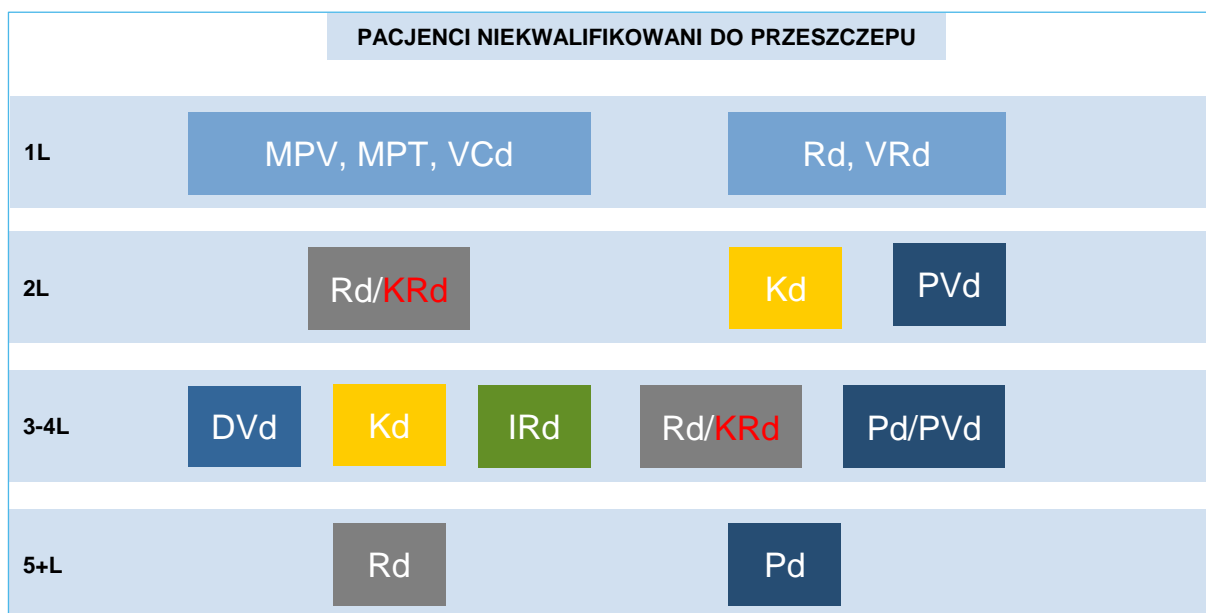 PACJENCI NIEKWALIFIKOWANI DO PRZESZCZEPU
1L
MPV, MPT, VCd
Rd, VRd
2L
Rd/KRd
Kd
PVd
3-4L
DVd
Kd
IRd
Rd/KRd
Pd/PVd
5+L
Rd
Pd